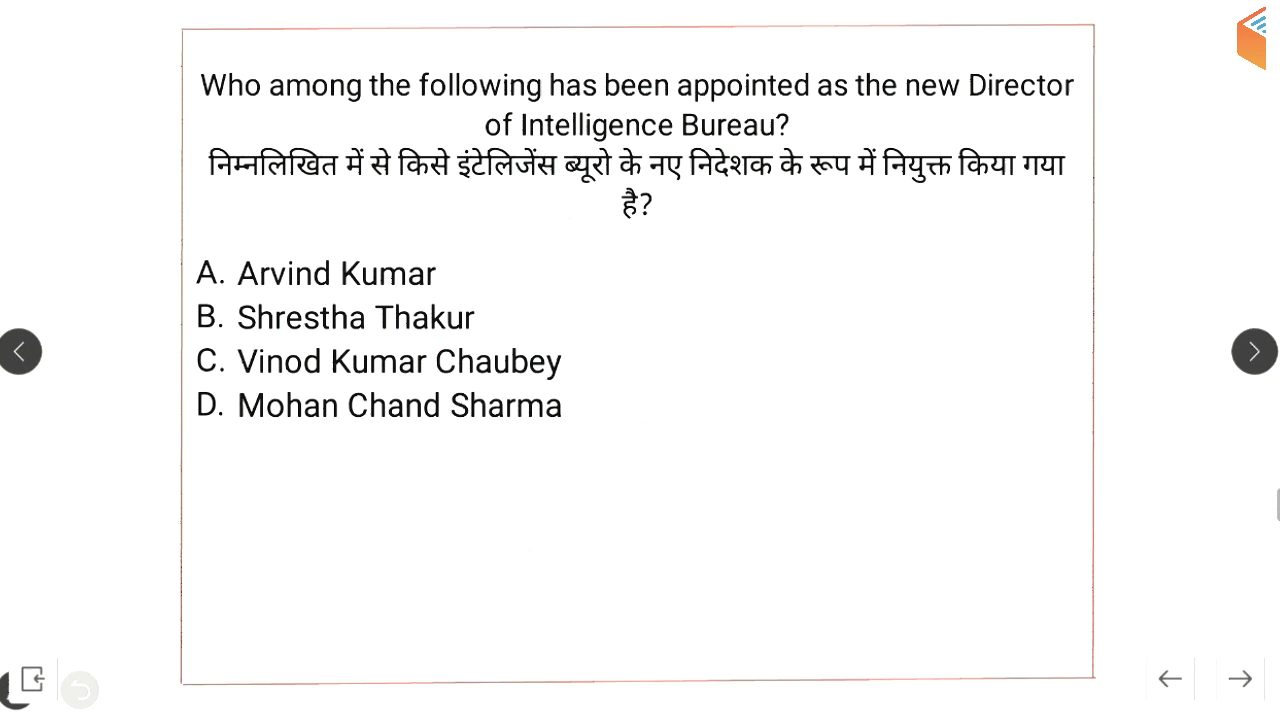 Who among the following has been appointed as the new Director
of Intelligence Bureau?
निम्नलिखित में से किसे इंटेलिजेंस ब्यूरो के नए निदेशक के रूप में नियुक्त किया गया
है?
A. Arvind Kumar
B. Shrestha Thakur
C. Vinod Kumar Chaubey
D. Mohan Chand Sharma